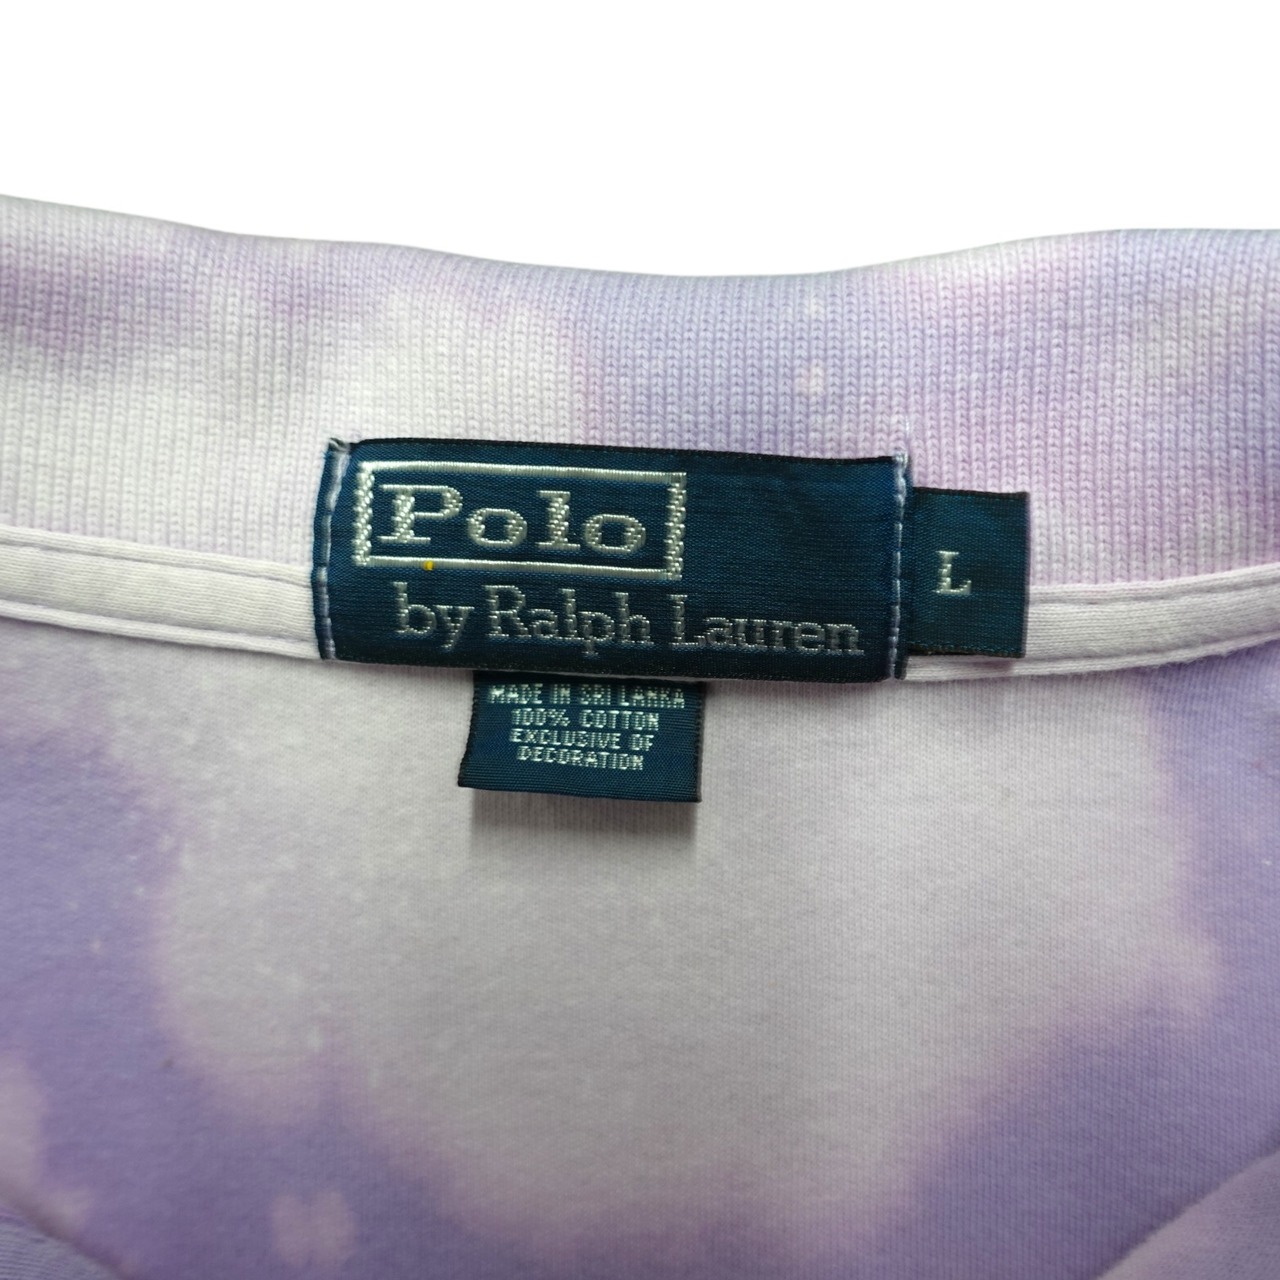 Polo
by Ralph Lauren
L
MADE IN SRI LANKA
100% COTTON
EXCLUSIVE OF
DECORATION